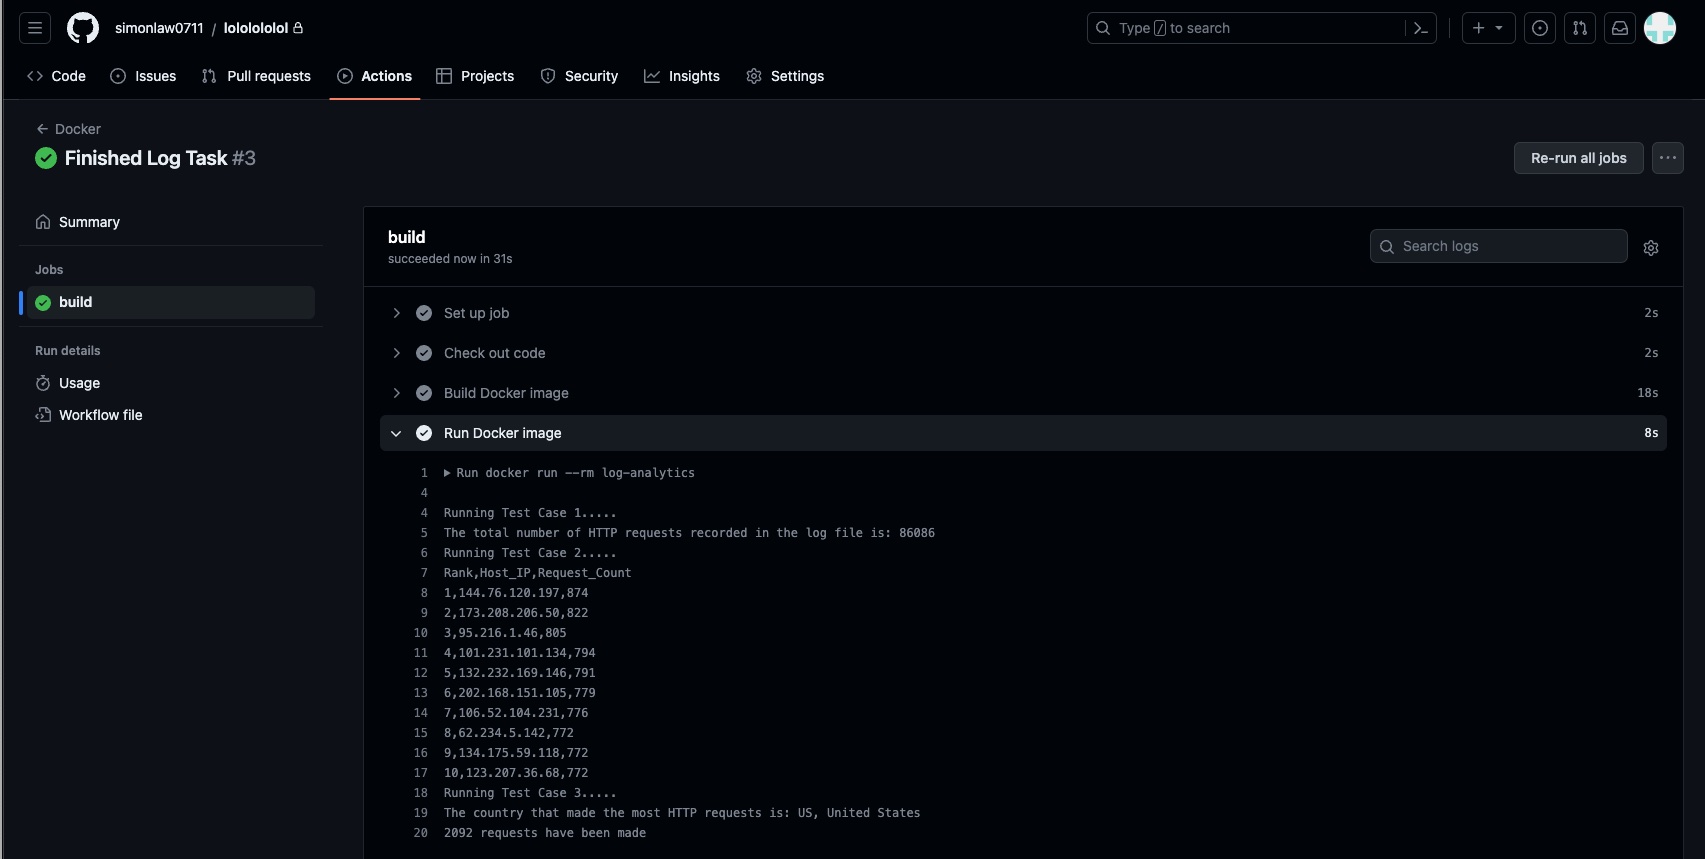 simonlaw0711 / lolololololol
Type / to search
Code Issues Pull requests Actions Projects Security Insights Settings
Docker
Finished Log Task #3
Re-run all jobs
Summary
Jobs
build
Run details
Usage
Workflow file
build
succeeded now in 31s
Search logs
Set up job 2s
Check out code 2s
Build Docker image 18s
Run Docker image 8s
1 Run docker run --rm log-analytics
4
4 Running Test Case 1.....
5 The total number of HTTP requests recorded in the log file is: 86086
6 Running Test Case 2.....
7 Rank,Host_IP,Request_Count
8 1,144.76.120.197,874
9 2,173.208.206.50,822
10 3,95.216.1.46,805
11 4,101.231.101.134,794
12 5,132.232.169.146,791
13 6,202.168.151.105,779
14 7,106.52.104.231,776
15 8,62.234.5.142,772
16 9,134.175.59.118,772
17 10,123.207.36.68,772
18 Running Test Case 3.....
19 The country that made the most HTTP requests is: US, United States
20 2092 requests have been made